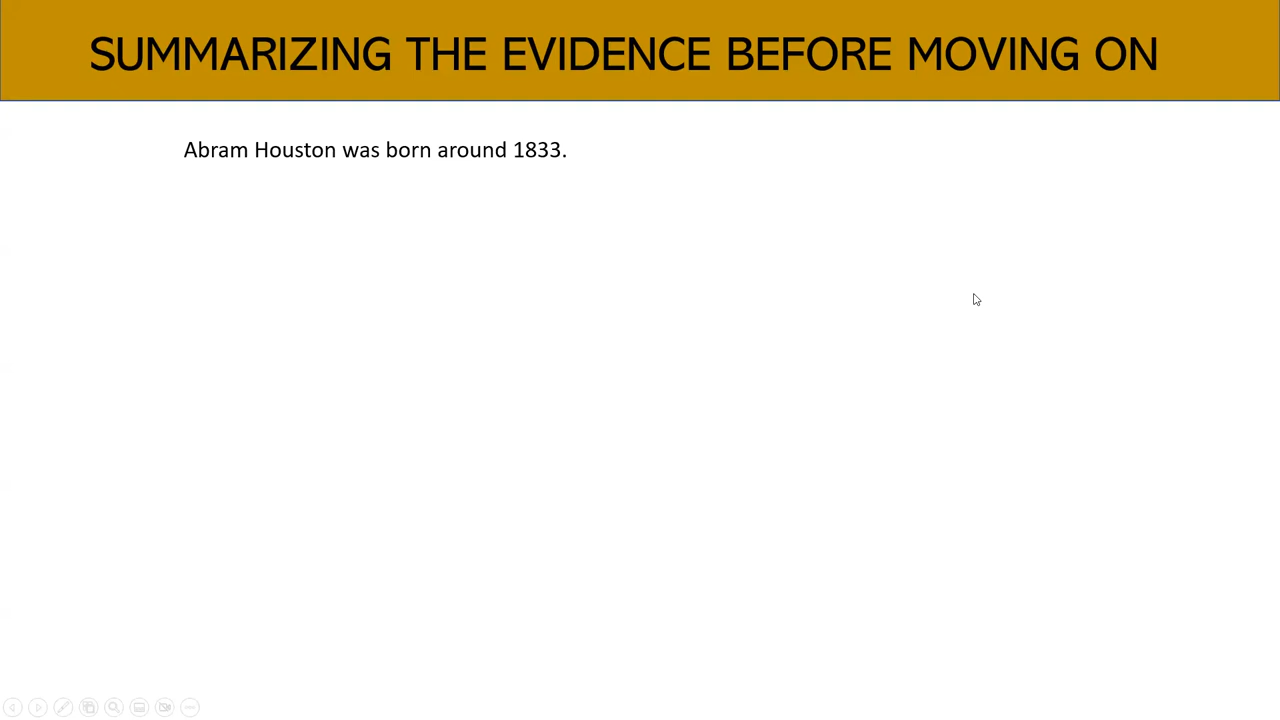 SUMMARIZING THE EVIDENCE BEFORE MOVING ON
Abram Houston was born around 1833.